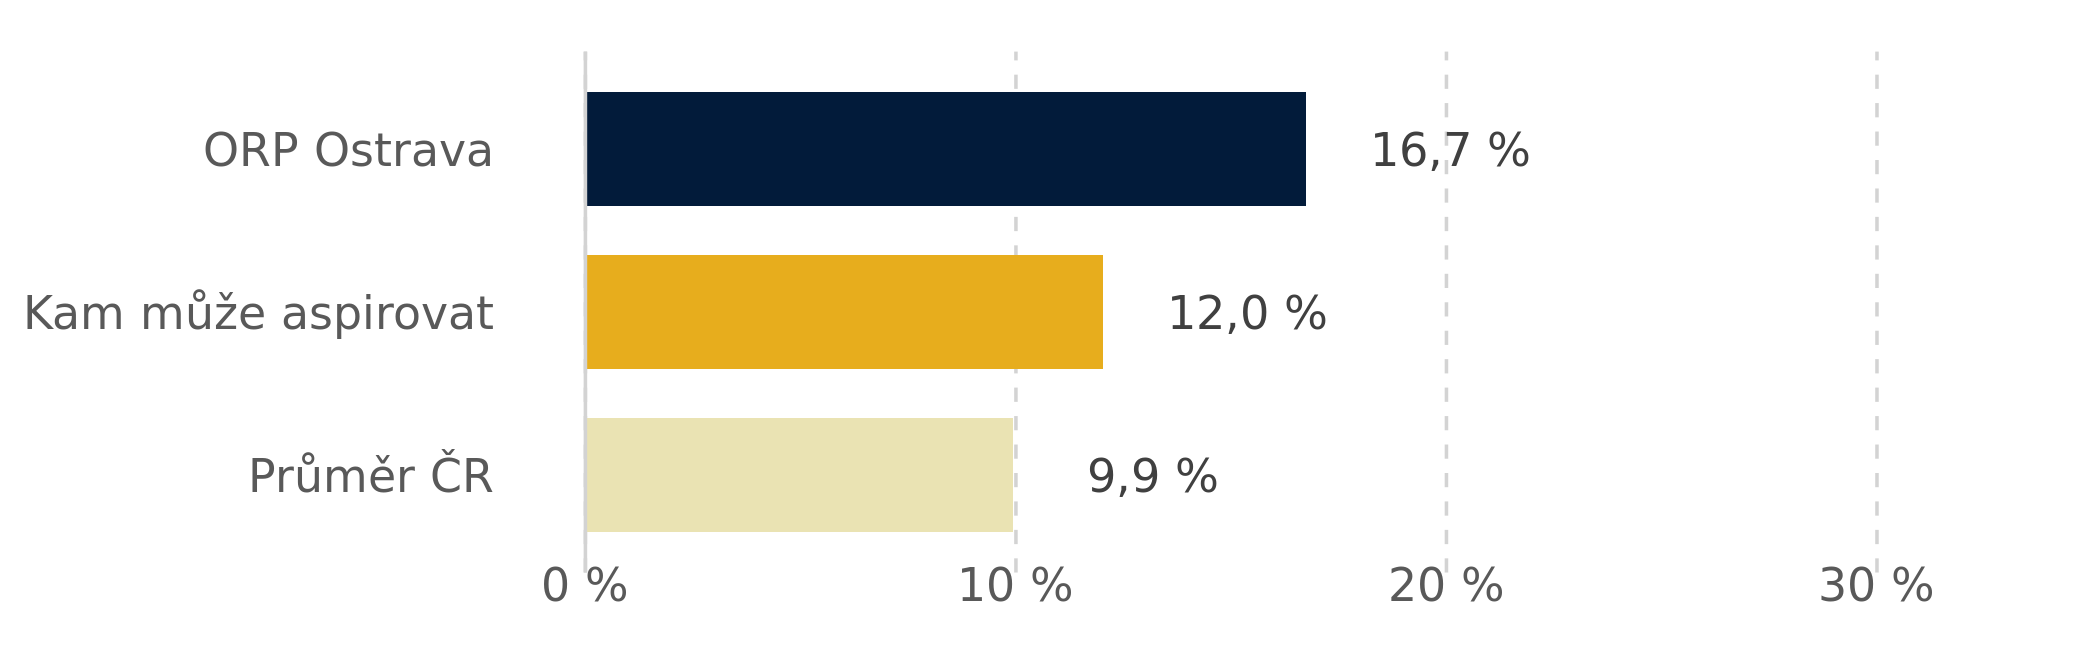 ORP Ostrava 16,7 %
Kam může aspirovat 12,0 %
Průměr ČR 9,9 %
0 % 10 % 20 % 30 %